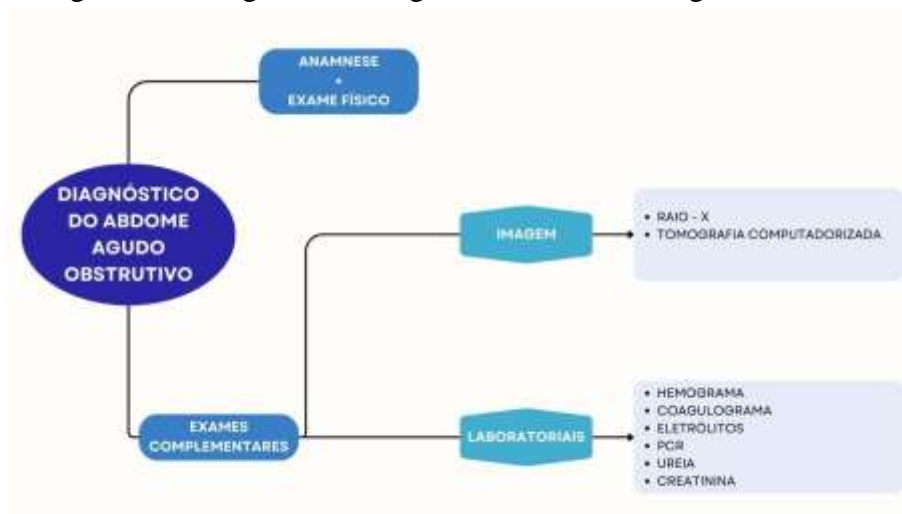 ANAMNESE
+
EXAME FÍSICO
DIAGNÓSTICO
DO ABDOME
AGUDO
OBSTRUTIVO
IMAGEM
• RAIO - X
• TOMOGRAFIA COMPUTADORIZADA
EXAMES
COMPLEMENTARES
LABORATORIAIS
• HEMOGRAMA
• COAGULOGRAMA
• ELETRÓLITOS
• PCR
• UREIA
• CREATININA